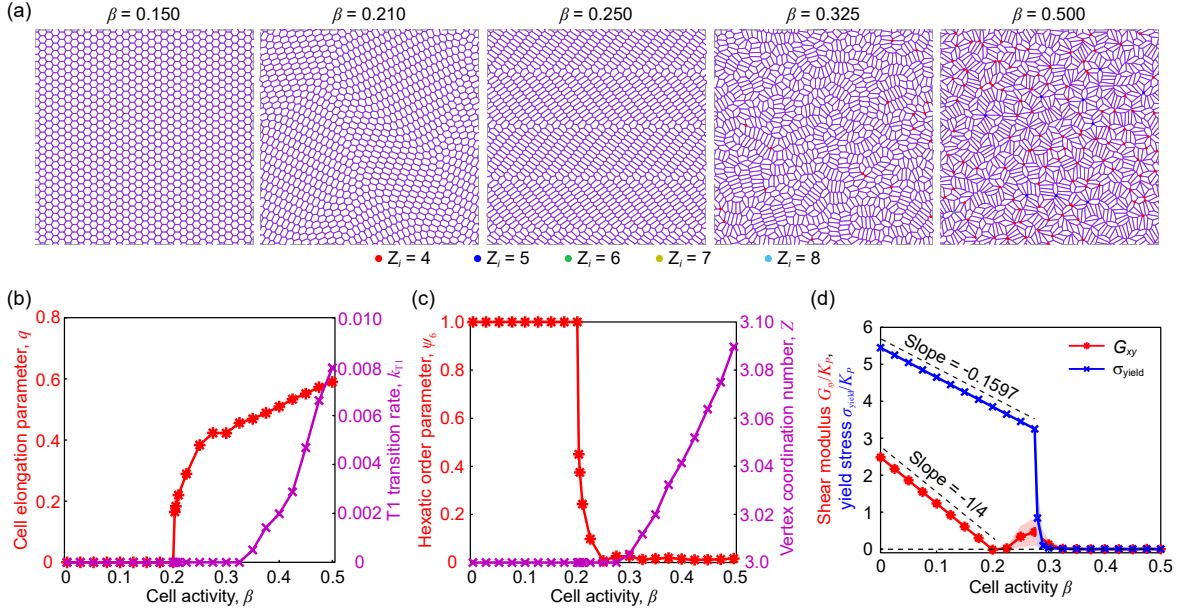 (a)
β = 0.150
β = 0.210
β = 0.250
β = 0.325
β = 0.500
Z_i = 4
Z_i = 5
Z_i = 6
Z_i = 7
Z_i = 8
(b)
Cell elongation parameter, q
0.8
0.6
0.4
0.2
0
0 0.1 0.2 0.3 0.4 0.5
Cell activity, β
0.010
0.008
0.006
0.004
0.002
0
T1 transition rate, k_T1
(c)
Hexatic order parameter, ψ_6
1.0
0.8
0.6
0.4
0.2
0
0 0.1 0.2 0.3 0.4 0.5
Cell activity, β
3.10
3.08
3.06
3.04
3.02
3.0
Vertex coordination number, Z
(d)
Shear modulus G_xy/K_P,
yield stress σ_yield/K_P
6
5
4
3
2
1
0
0 0.1 0.2 0.3 0.4 0.5
Cell activity β
Slope = -0.1597
Slope = -1/4
G_xy
σ_yield